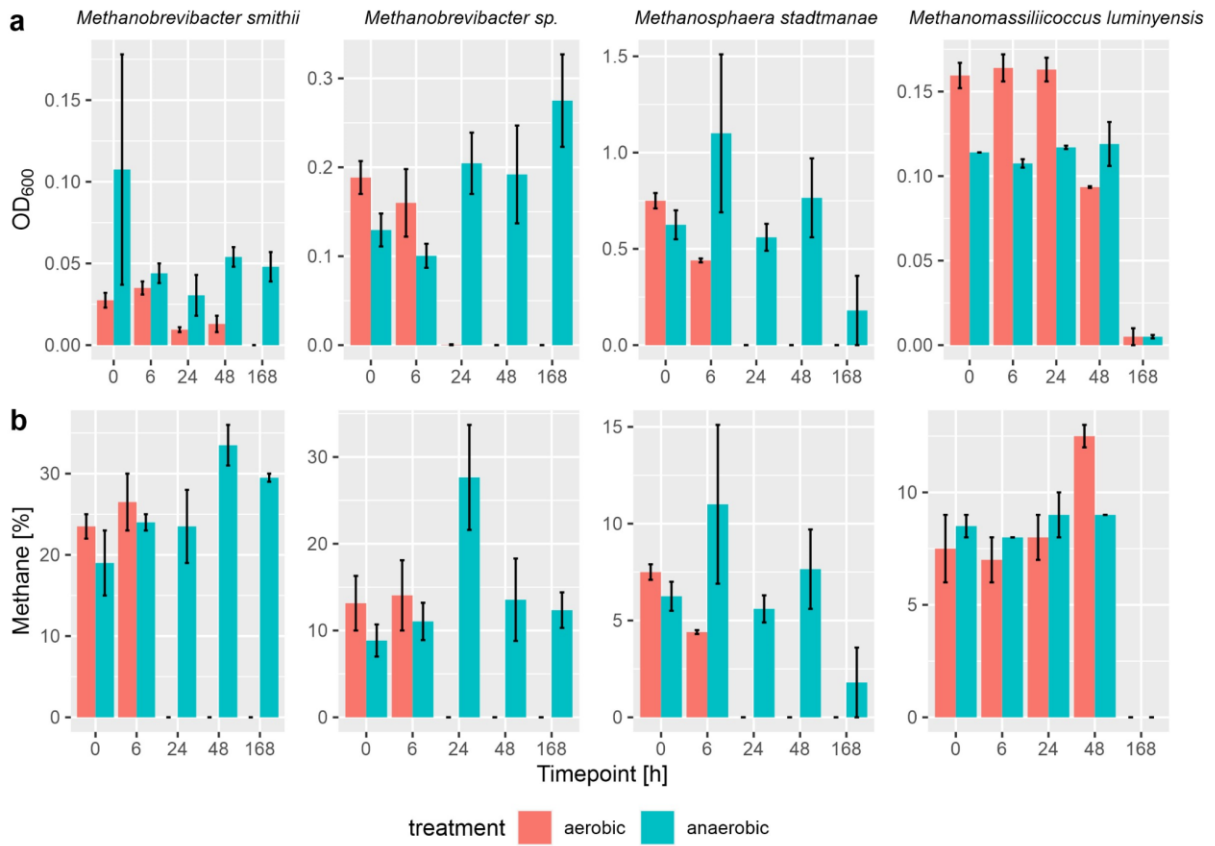 a
Methanobrevibacter smithii
Methanobrevibacter sp.
Methanosphaera stadtmanae
Methanomassiliicoccus luminyensis
OD600
0.15
0.10
0.05
0.00
0 6 24 48 168
0.3
0.2
0.1
0.0
0 6 24 48 168
1.5
1.0
0.5
0.0
0 6 24 48 168
0.15
0.10
0.05
0.00
0 6 24 48 168
b
Methane [%]
30
20
10
0
0 6 24 48 168
30
20
10
0
0 6 24 48 168
15
10
5
0
0 6 24 48 168
10
5
0
0 6 24 48 168
Timepoint [h]
treatment aerobic anaerobic